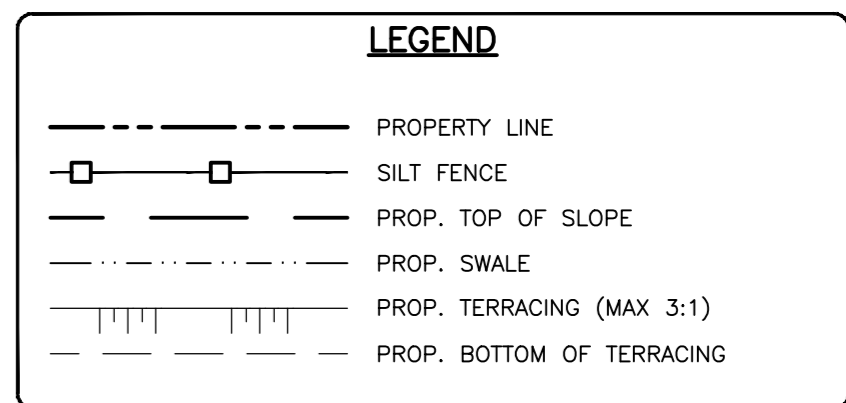 LEGEND
PROPERTY LINE
SILT FENCE
PROP. TOP OF SLOPE
PROP. SWALE
PROP. TERRACING (MAX 3:1)
PROP. BOTTOM OF TERRACING